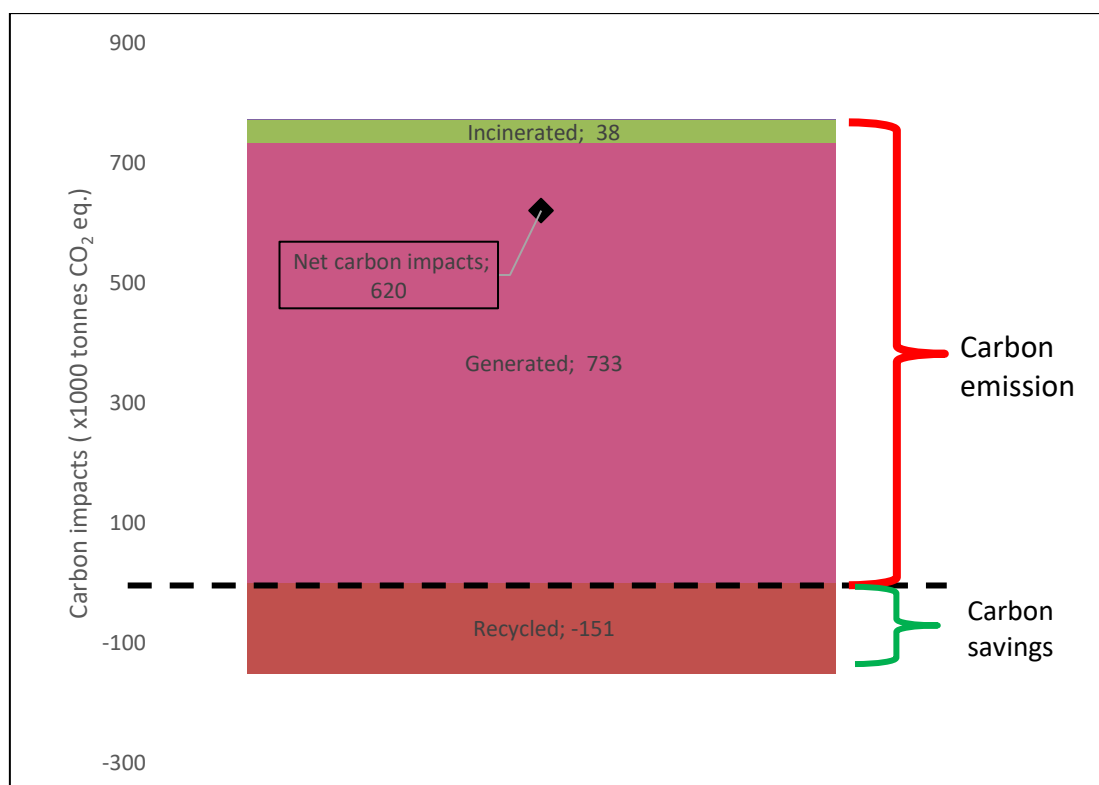 900
Incinerated;  38
700
Net carbon impacts;
620
500
Generated;  733
Carbon
emission
300
100
Carbon impacts ( x1000 tonnes CO₂ eq.)
Recycled; -151
Carbon
savings
-100
-300